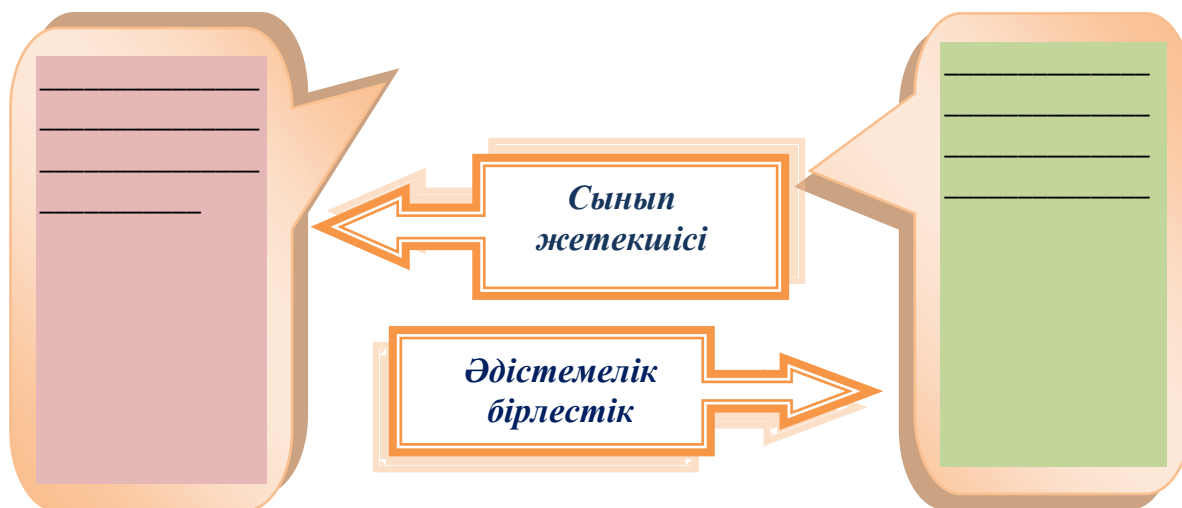 Сынып
жетекшісі
Әдістемелік
бірлестік